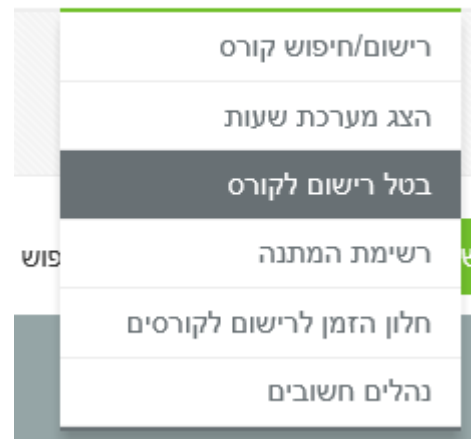 רישום/חיפוש קורס
הצג מערכת שעות
בטל רישום לקורס
רשימת המתנה
חלון הזמן לרישום לקורסים
נהלים חשובים